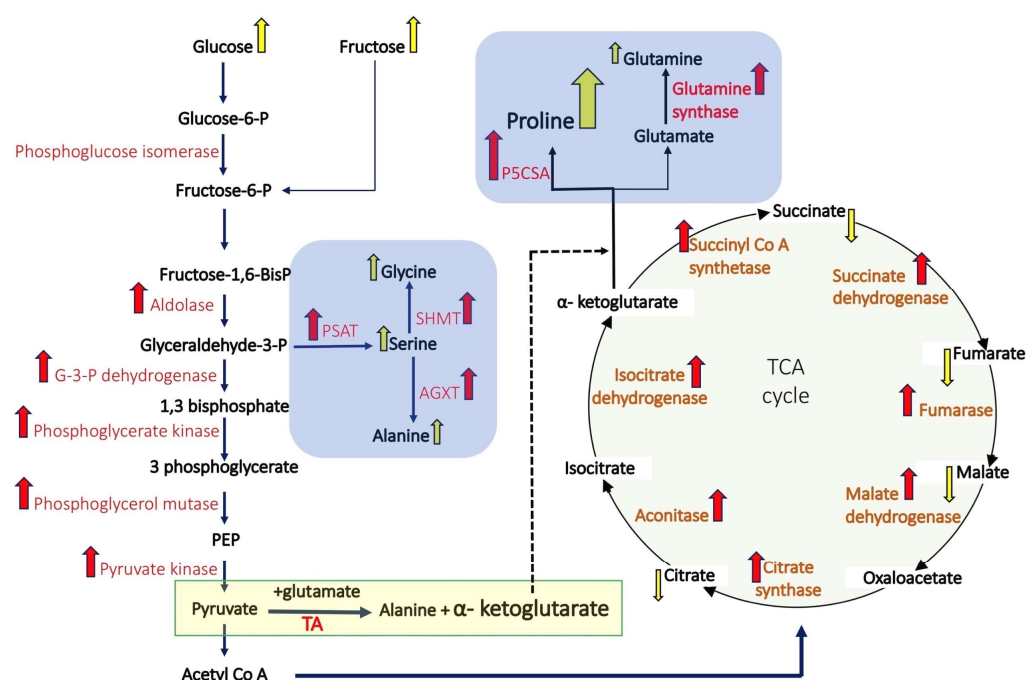 Glucose
Fructose
Glucose-6-P
Phosphoglucose isomerase
Fructose-6-P
Fructose-1,6-BisP
Aldolase
Glyceraldehyde-3-P
G-3-P dehydrogenase
1,3 bisphosphate
Phosphoglycerate kinase
3 phosphoglycerate
Phosphoglycerol mutase
PEP
Pyruvate kinase
Pyruvate
+glutamate
TA
Alanine + α- ketoglutarate
Acetyl Co A
Glycine
PSAT
SHMT
Serine
AGXT
Alanine
Glutamine
Glutamine
synthase
Proline
Glutamate
P5CSA
Succinate
Succinyl Co A
synthetase
Succinate
dehydrogenase
α- ketoglutarate
Fumarate
TCA
cycle
Isocitrate
dehydrogenase
Fumarase
Isocitrate
Malate
Malate
dehydrogenase
Aconitase
Citrate
Citrate
synthase
Oxaloacetate